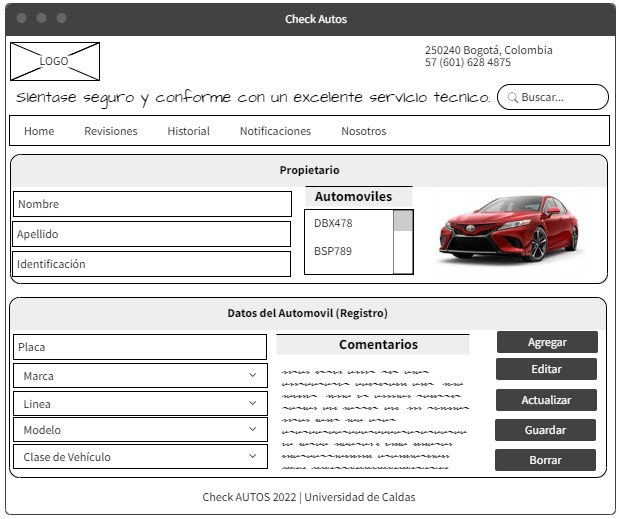 Check Autos
LOGO
250240 Bogotá, Colombia
57 (601) 628 4875
Siéntase seguro y conforme con un excelente servicio técnico.
Buscar...
Home Revisiones Historial Notificaciones Nosotros
Propietario
Nombre
Apellido
Identificación
Automoviles
DBX478
BSP789
Datos del Automovil (Registro)
Placa
Marca
Linea
Modelo
Clase de Vehículo
Comentarios
Agregar
Editar
Actualizar
Guardar
Borrar
Check AUTOS 2022 | Universidad de Caldas